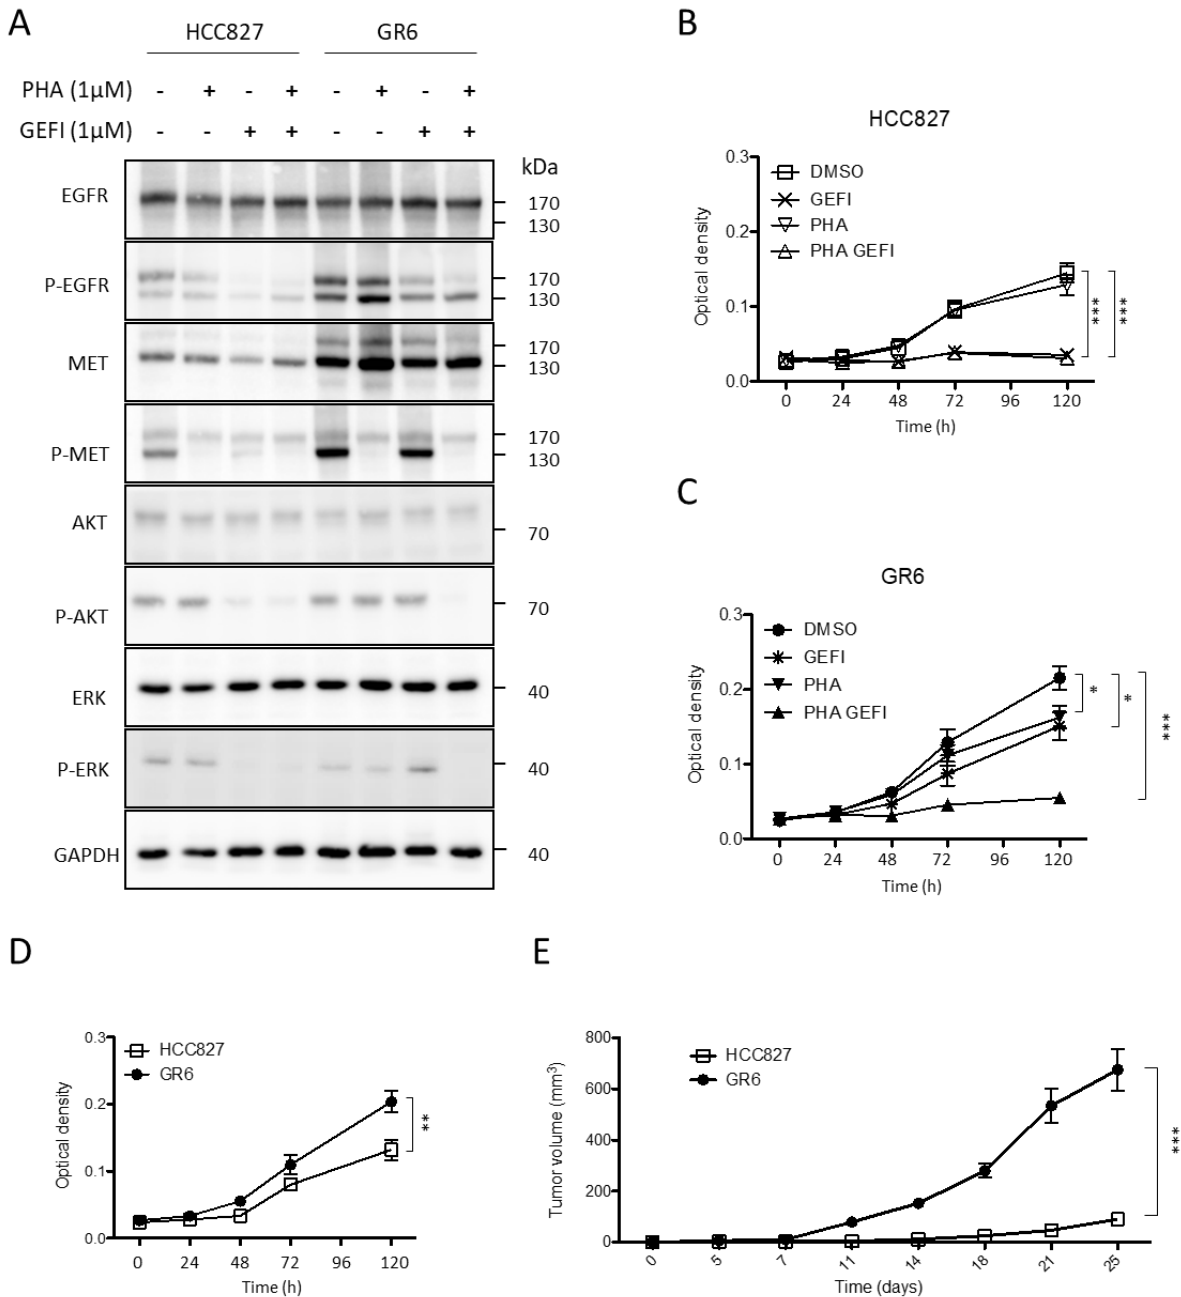 A
HCC827 GR6
PHA (1µM) - + - + - + - +
GEFI (1µM) - - + + - - + +
kDa
EGFR 170
130
P-EGFR 170
130
MET 170
130
P-MET 170
130
AKT 70
P-AKT 70
ERK 40
P-ERK 40
GAPDH 40
B
HCC827
0.3
0.2
0.1
0.0
Optical density
DMSO
GEFI
PHA
PHA GEFI
***
***
0 24 48 72 96 120
Time (h)
C
GR6
0.3
0.2
0.1
0.0
Optical density
DMSO
GEFI
PHA
PHA GEFI
*
*
***
0 24 48 72 96 120
Time (h)
D
0.3
0.2
0.1
0.0
Optical density
HCC827
GR6
**
0 24 48 72 96 120
Time (h)
E
800
600
400
200
0
Tumor volume (mm³)
HCC827
GR6
***
0 5 7 11 14 18 21 25
Time (days)